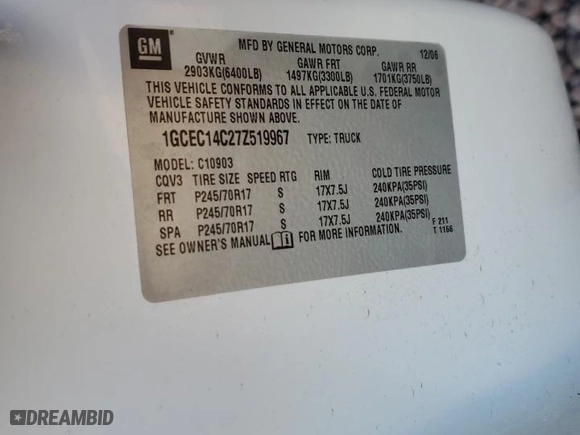 GM
MFD BY GENERAL MOTORS CORP. 12/06
GVWR GAWR FRT GAWR RR
2903KG(6400LB) 1497KG(3300LB) 1701KG(3750LB)
THIS VEHICLE CONFORMS TO ALL APPLICABLE U.S. FEDERAL MOTOR
VEHICLE SAFETY STANDARDS IN EFFECT ON THE DATE OF
MANUFACTURE SHOWN ABOVE.
1GCEC14C27Z519967 TYPE: TRUCK
MODEL: C10903
CQV3 TIRE SIZE SPEED RTG RIM COLD TIRE PRESSURE
FRT P245/70R17 S 17X7.5J 240KPA(35PSI)
RR P245/70R17 S 17X7.5J 240KPA(35PSI)
SPA P245/70R17 S 17X7.5J 240KPA(35PSI)
SEE OWNER'S MANUAL FOR MORE INFORMATION. F 211
T 1166
DREAMBID